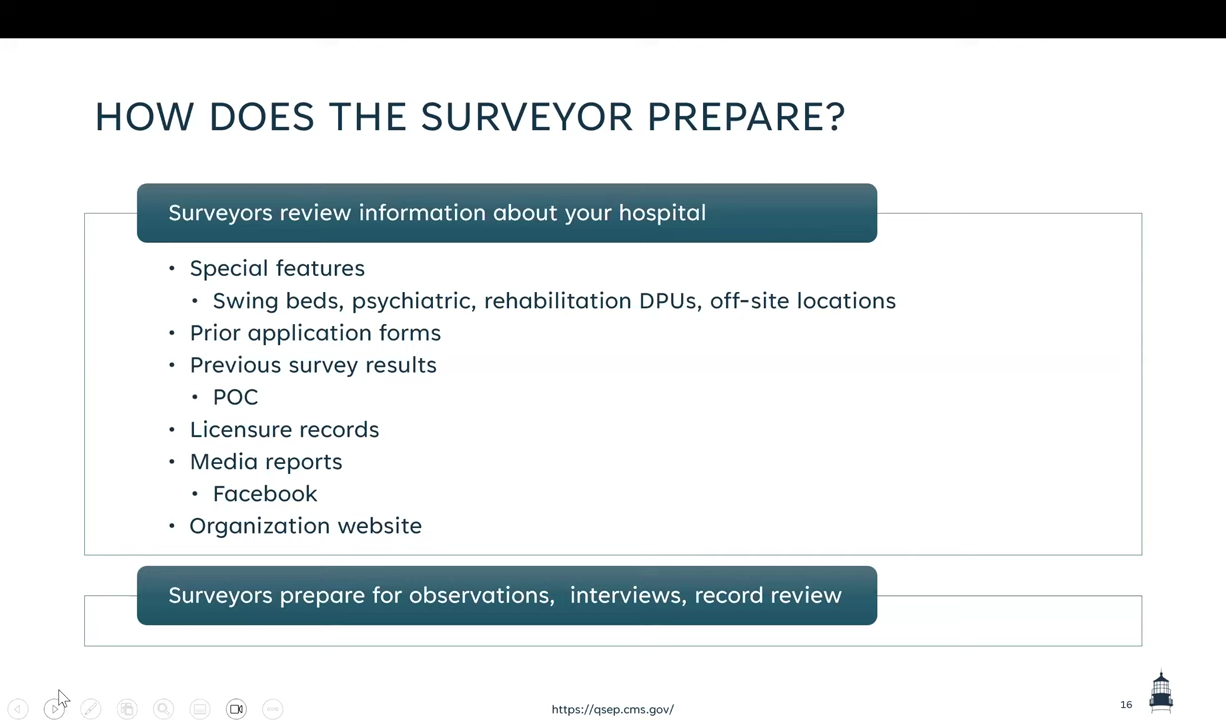 HOW DOES THE SURVEYOR PREPARE?
Surveyors review information about your hospital
• Special features
• Swing beds, psychiatric, rehabilitation DPUs, off-site locations
• Prior application forms
• Previous survey results
• POC
• Licensure records
• Media reports
• Facebook
• Organization website
Surveyors prepare for observations,  interviews, record review
https://qsep.cms.gov/
16